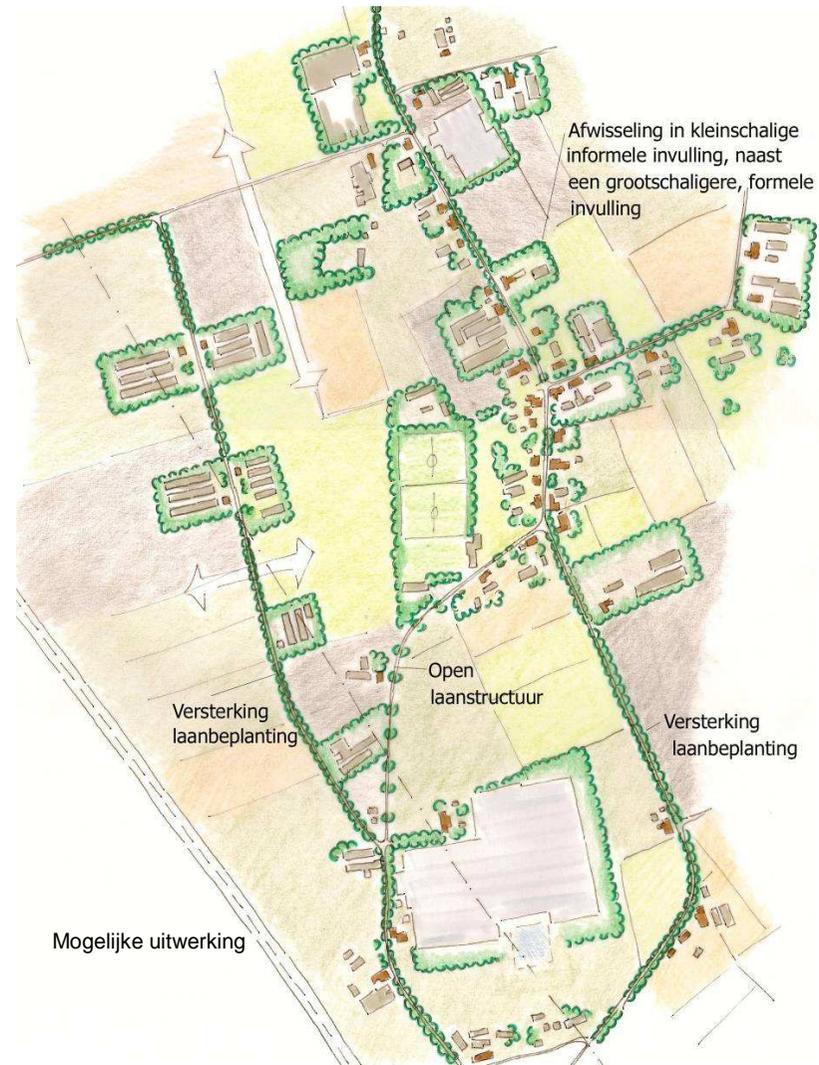 Afwisseling in kleinschalige
informele invulling, naast
een grootschaligere, formele
invulling
Open
laanstructuur
Versterking
laanbeplanting
Versterking
laanbeplanting
Mogelijke uitwerking